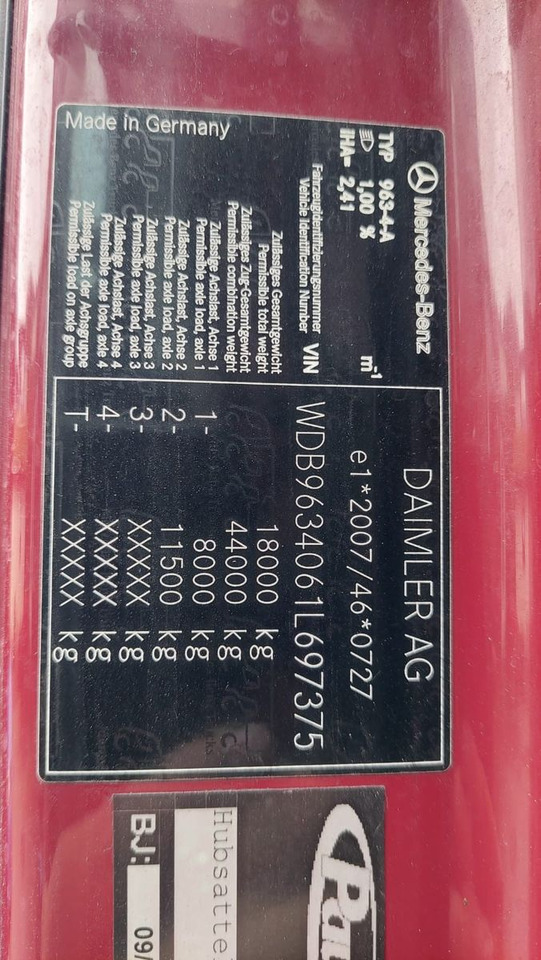 Mercedes-Benz
DAIMLER AG
TYP 963-4-A
1,00 %
IHA= 2,41
m-1
e1*2007/46*0727
Fahrzeugidentifizierungsnummer
Vehicle Identification Number VIN
WDB9634061L697375
Zulässiges Gesamtgewicht
Permissible total weight
18000 kg
Zulässiges Zug-Gesamtgewicht
Permissible combination weight
44000 kg
Zulässige Achslast, Achse 1
Permissible axle load, axle 1
1- 8000 kg
Zulässige Achslast, Achse 2
Permissible axle load, axle 2
2- 11500 kg
Zulässige Achslast, Achse 3
Permissible axle load, axle 3
3- XXXXX kg
Zulässige Achslast, Achse 4
Permissible axle load, axle 4
4- XXXXX kg
Zulässige Last der Achsgruppe
Permissible load on axle group
T- XXXXX kg
Made in Germany
Hubsatte
BJ: 09/